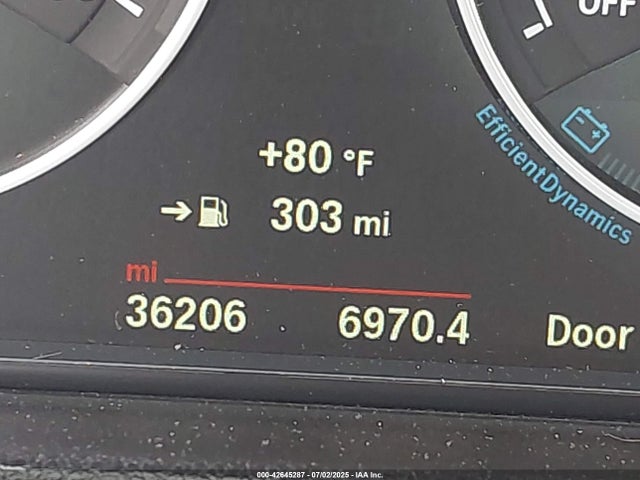 OFF
+80 °F
EfficientDynamics
303 mi
mi
36206 6970.4 Door
000-42645287 - 07/02/2025 - IAA Inc.